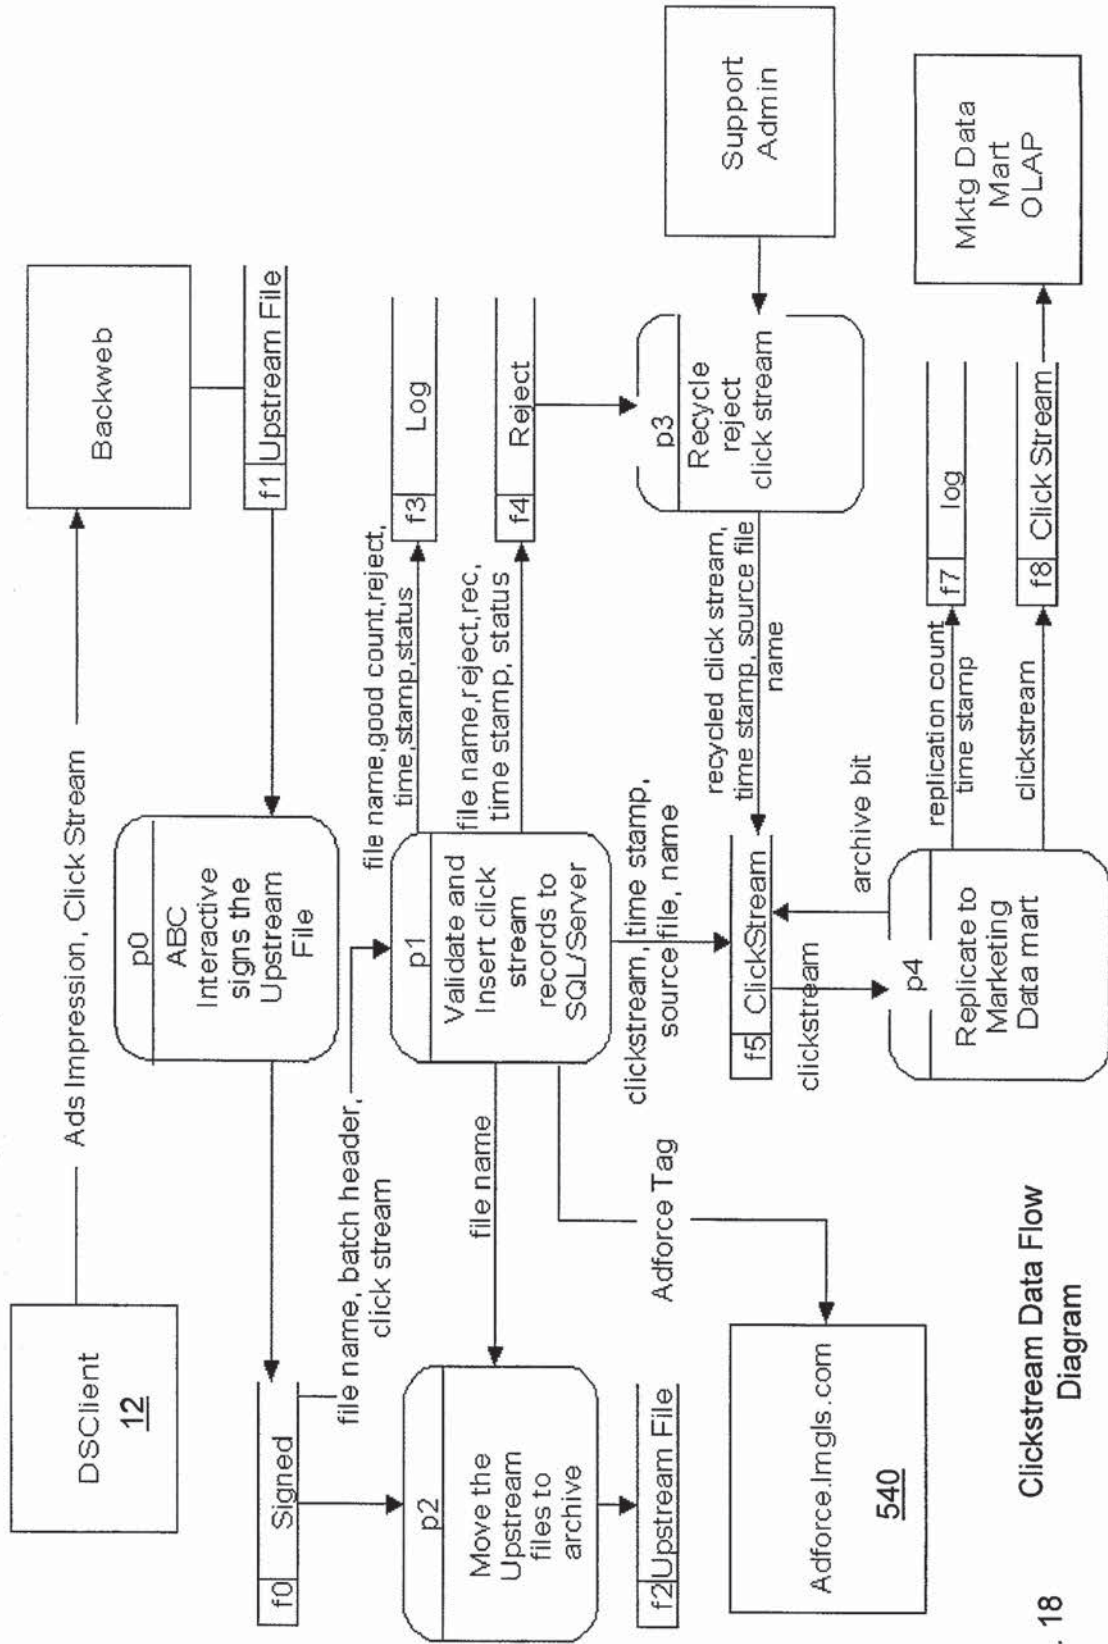 DSClient
12
Ads Impression, Click Stream
Backweb
f1 Upstream File
p0
ABC
Interactive
signs the
Upstream
File
f0 Signed
file name, batch header,
click stream
p1
Validate and
Insert click
stream
records to
SQL/Server
file name,good count,reject,
time,stamp,status
f3 Log
file name,reject,rec,
time stamp, status
f4 Reject
p2
Move the
Upstream
files to
archive
file name
f2 Upstream File
Adforce Tag
Adforce.Imgls.com
540
clickstream, time stamp,
source file, name
p3
Recycle
reject
click stream
Support
Admin
recycled click stream,
time stamp, source file
name
f5 ClickStream
clickstream
archive bit
p4
Replicate to
Marketing
Data mart
replication count
time stamp
f7 log
clickstream
f8 Click Stream
Mktg Data
Mart
OLAP
Clickstream Data Flow
Diagram
. 18